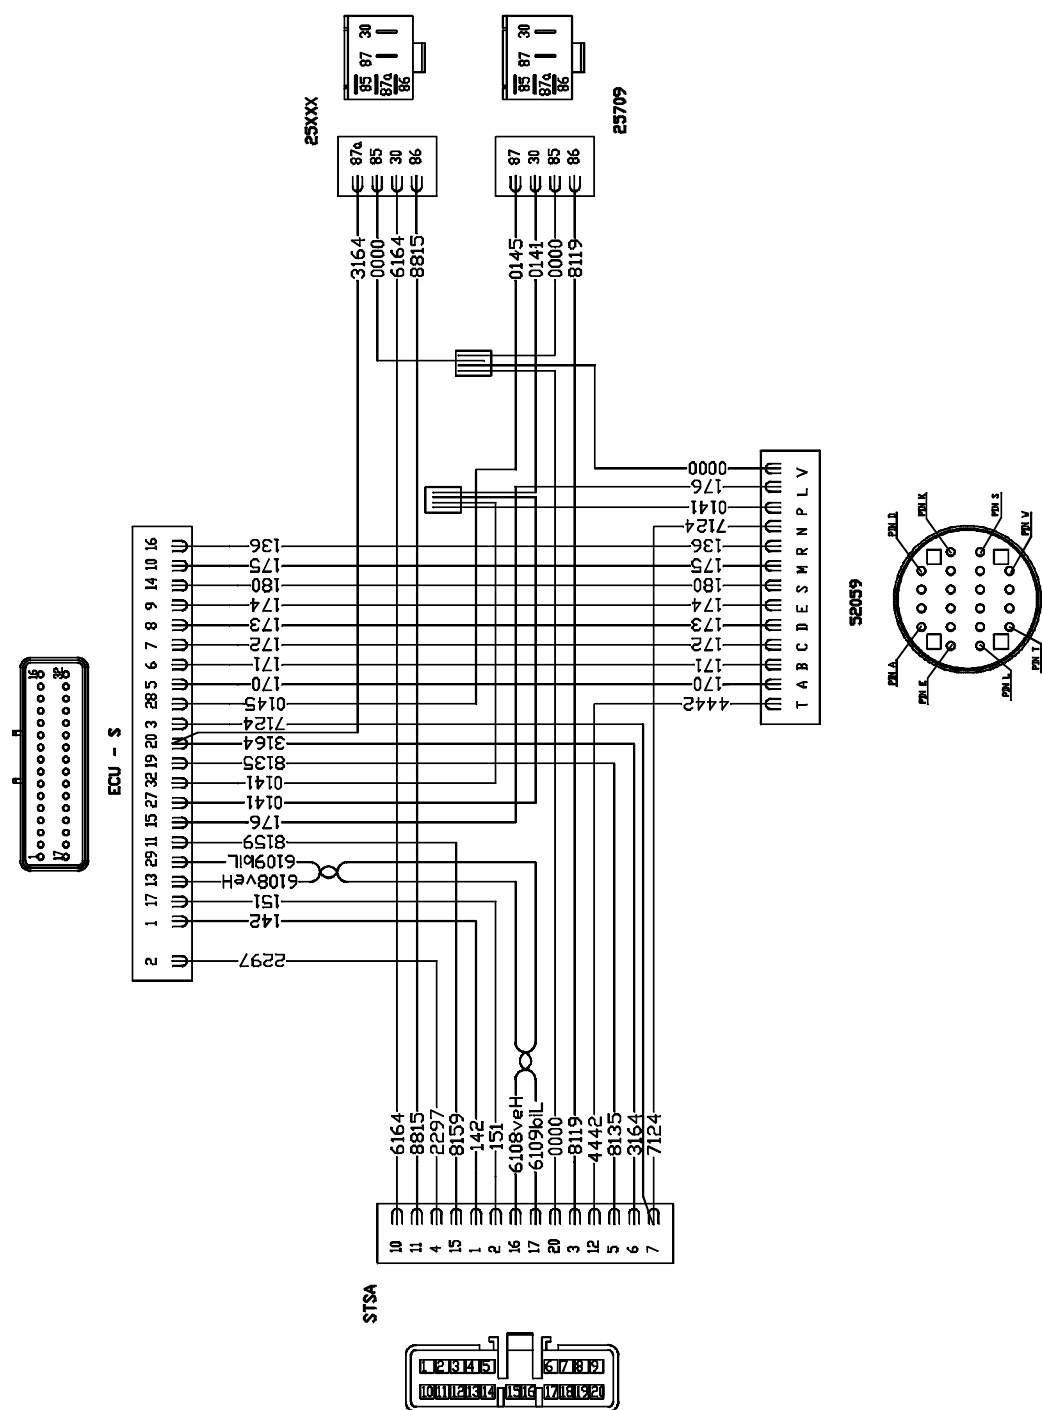 30
87
85
87a
86
30
87
85
87a
86
25XXX
25709
87a 85 30 86
87 30 85 86
3164 0000 6164 8815
0145 0141 0000 8119
0000 V
176 L
0141 P
7124 N
16 136 136 R
10 175 175 M
14 180 180 S
9 174 174 E
8 173 173 D
7 172 172 C
6 171 171 B
5 170 170 A
28 0145 4442 T
3 7124
20 3164
19 8135
32 0141
27 0141
15 176
11 8159
29 6109biL
13 6108veH
17 151
1 142
2 2297
ECU - S
16 32
1 17
52059
PIN D
PIN K
PIN S
PIN V
PIN A
PIN E
PIN L
PIN T
6164 8815 2297 8159 142 151 6108veH 6109biL 0000 8119 4442 8135 3164 7124
10 11 4 15 1 2 16 17 20 3 12 5 6 7
STSA
1 2 3 4 5 6 7 8 9
10 11 12 13 14 15 16 17 18 19 20